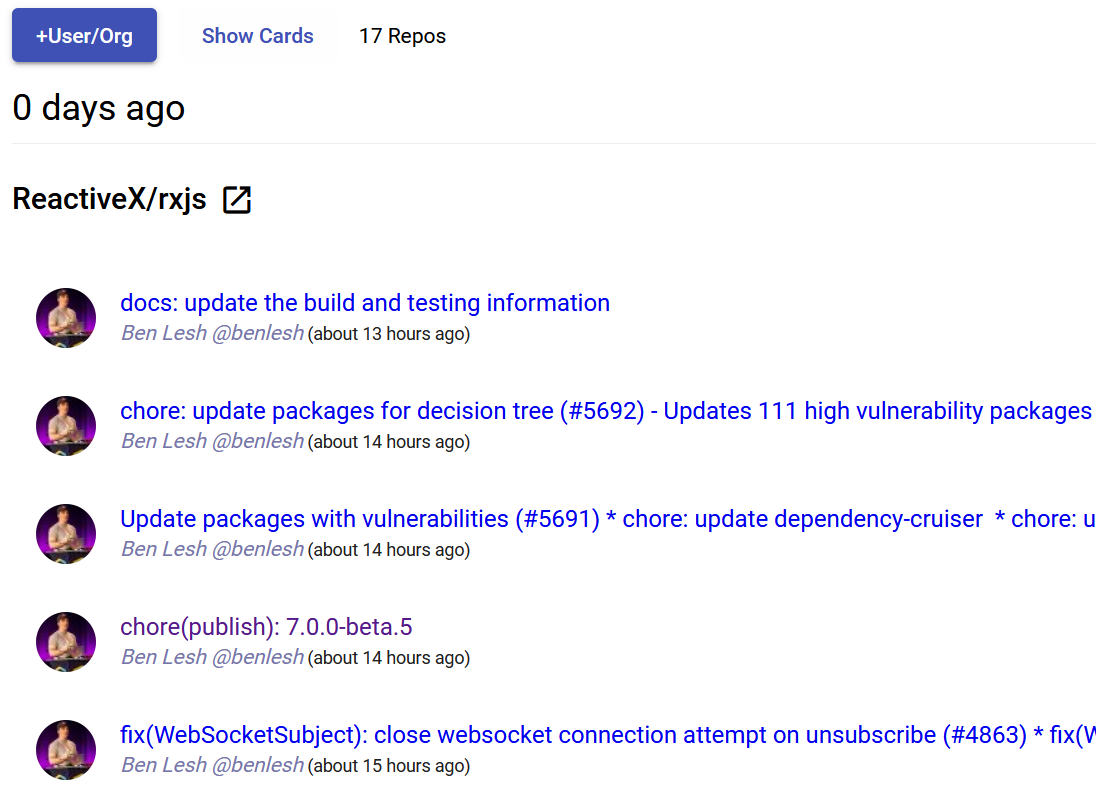 +User/Org Show Cards 17 Repos
0 days ago
ReactiveX/rxjs
docs: update the build and testing information
Ben Lesh @benlesh (about 13 hours ago)
chore: update packages for decision tree (#5692) - Updates 111 high vulnerability packages
Ben Lesh @benlesh (about 14 hours ago)
Update packages with vulnerabilities (#5691) * chore: update dependency-cruiser * chore: u
Ben Lesh @benlesh (about 14 hours ago)
chore(publish): 7.0.0-beta.5
Ben Lesh @benlesh (about 14 hours ago)
fix(WebSocketSubject): close websocket connection attempt on unsubscribe (#4863) * fix(W
Ben Lesh @benlesh (about 15 hours ago)